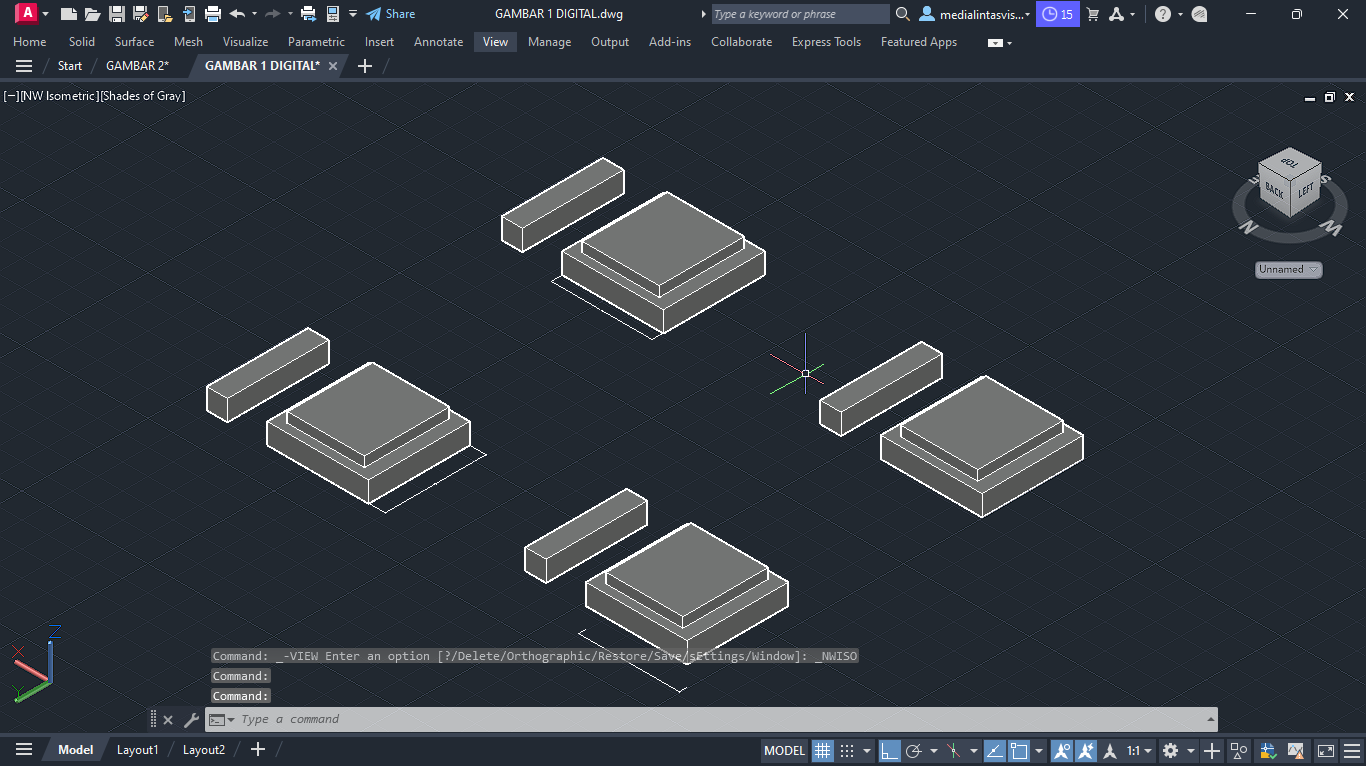 A
Share
GAMBAR 1 DIGITAL.dwg
Type a keyword or phrase
medialintasvis...
15
Home Solid Surface Mesh Visualize Parametric Insert Annotate View Manage Output Add-ins Collaborate Express Tools Featured Apps
Start GAMBAR 2* GAMBAR 1 DIGITAL*
[−][NW Isometric][Shades of Gray]
TOP
BACK LEFT
S
N
Unnamed
Z
X
Y
Command: _-VIEW Enter an option [?/Delete/Orthographic/Restore/Save/sEttings/Window]: _NWISO
Command:
Command:
Type a command
Model Layout1 Layout2
MODEL
1:1